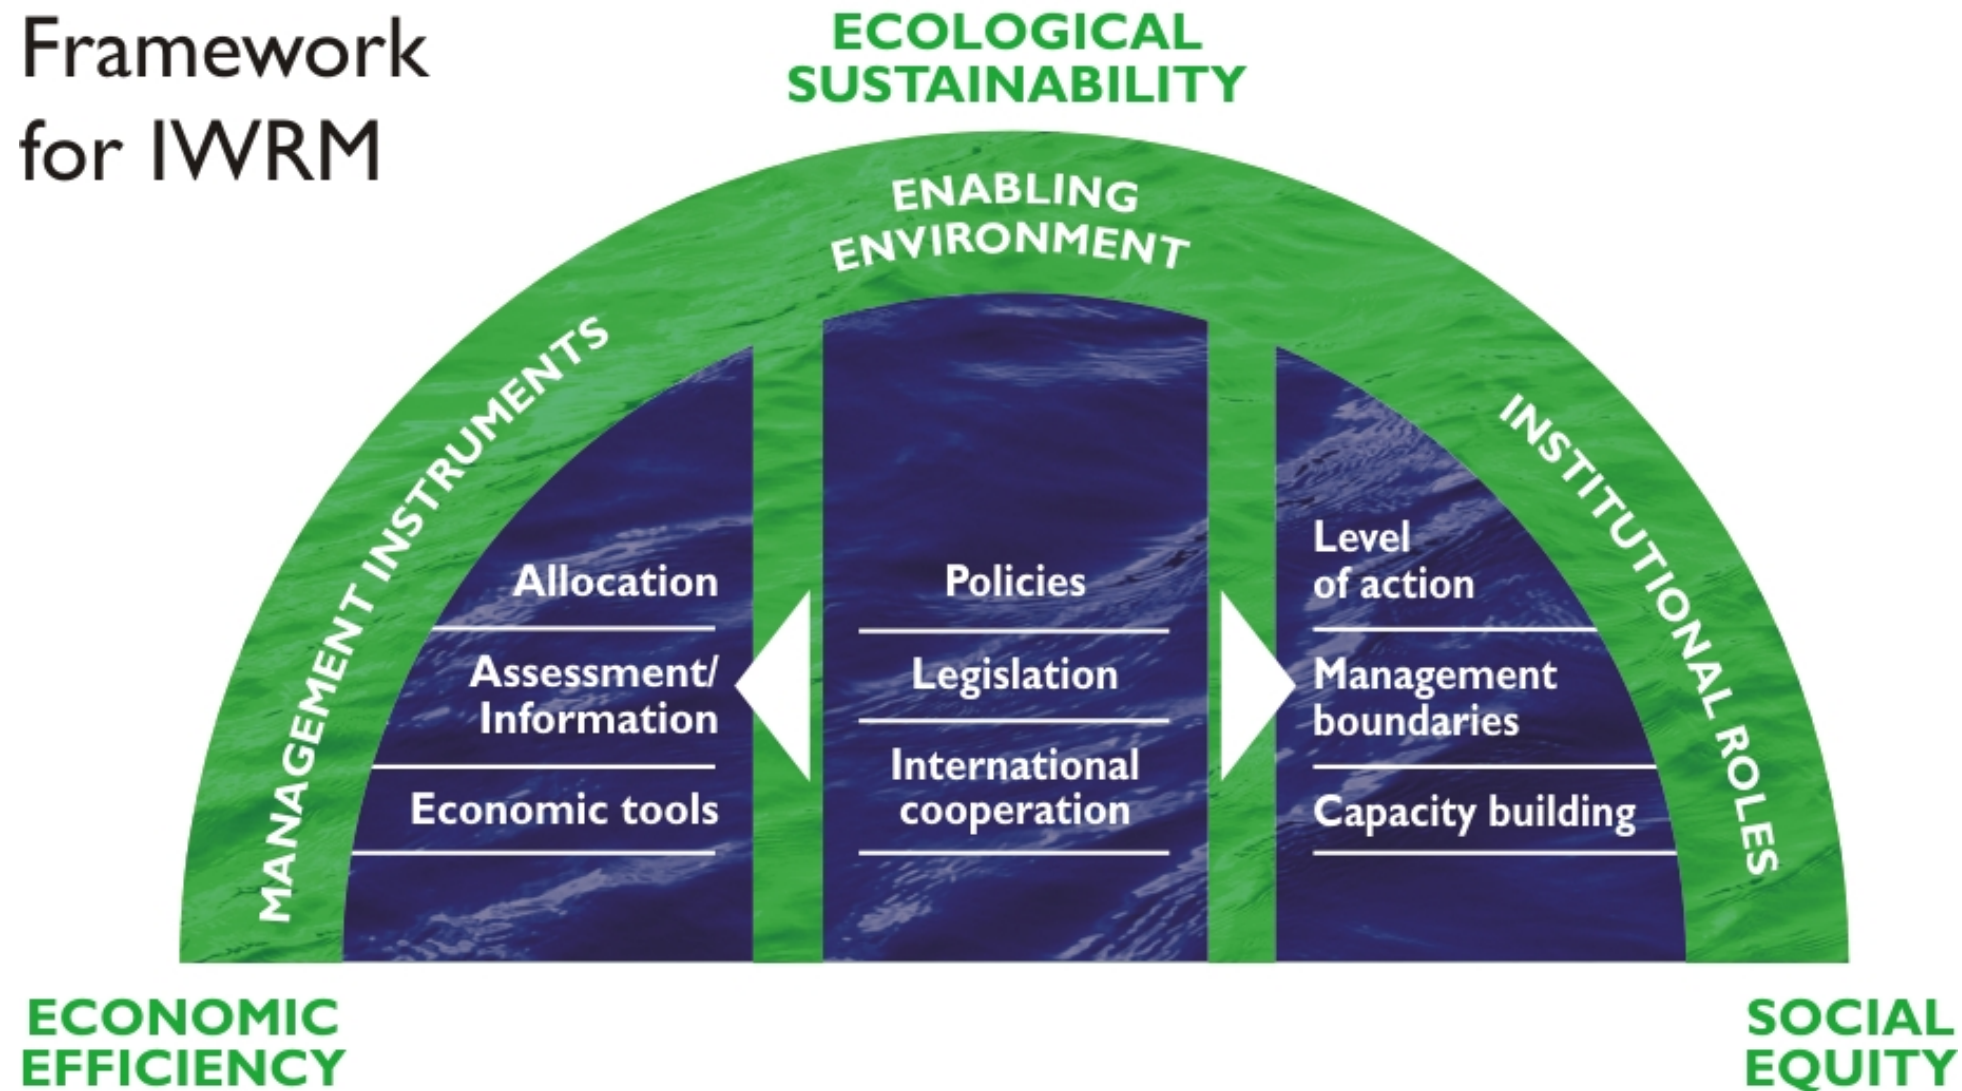 Framework
for IWRM
ECOLOGICAL
SUSTAINABILITY
ENABLING
ENVIRONMENT
MANAGEMENT INSTRUMENTS
INSTITUTIONAL ROLES
Allocation
Assessment/
Information
Economic tools
Policies
Legislation
International
cooperation
Level
of action
Management
boundaries
Capacity building
ECONOMIC
EFFICIENCY
SOCIAL
EQUITY